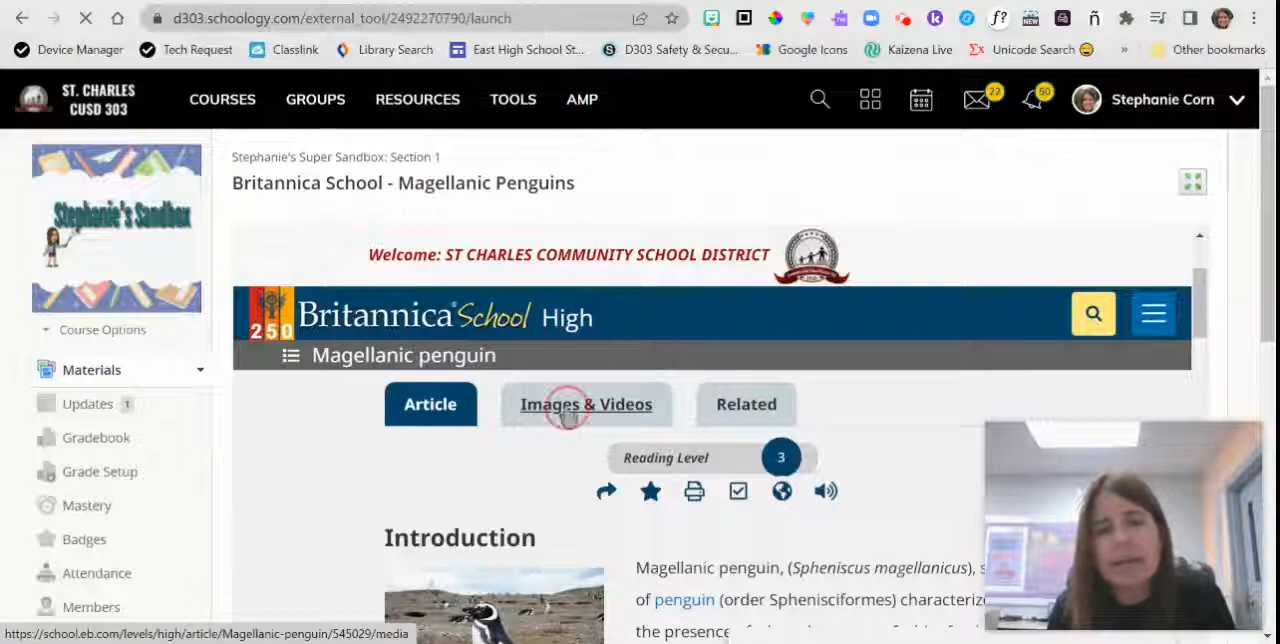 d303.schoology.com/external_tool/2492270790/launch
Device Manager
Tech Request
Classlink
Library Search
East High School St...
D303 Safety & Secu...
Google Icons
Kaizena Live
Unicode Search
»
Other bookmarks
ST. CHARLES
CUSD 303
COURSES
GROUPS
RESOURCES
TOOLS
AMP
22
50
Stephanie Corn
Stephanie's Super Sandbox: Section 1
Britannica School - Magellanic Penguins
Stephanie's Sandbox
Welcome: ST CHARLES COMMUNITY SCHOOL DISTRICT
250 Britannica School High
Magellanic penguin
Course Options
Materials
Updates 1
Gradebook
Grade Setup
Mastery
Badges
Attendance
Members
Article
Images & Videos
Related
Reading Level 3
Introduction
Magellanic penguin, (Spheniscus magellanicus), s
of penguin (order Sphenisciformes) characteriz
the presence
https://school.eb.com/levels/high/article/Magellanic-penguin/545029/media